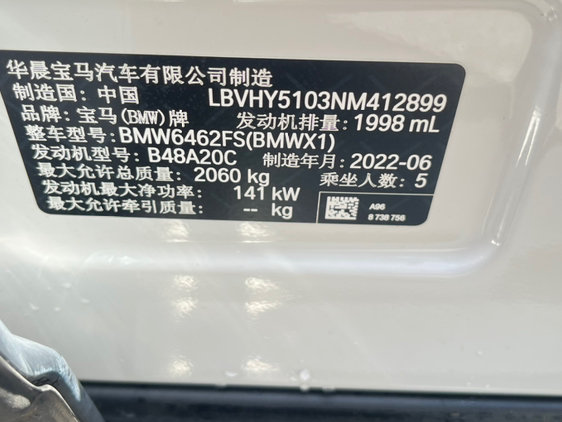 华晨宝马汽车有限公司制造
制造国：中国 LBVHY5103NM412899
品牌：宝马(BMW)牌 发动机排量：1998 mL
整车型号：BMW6462FS(BMWX1)
发动机型号：B48A20C 制造年月：2022-06
最大允许总质量：2060 kg 乘坐人数：5
发动机最大净功率：141 kW
最大允许牵引质量：-- kg
A96
8 738 756